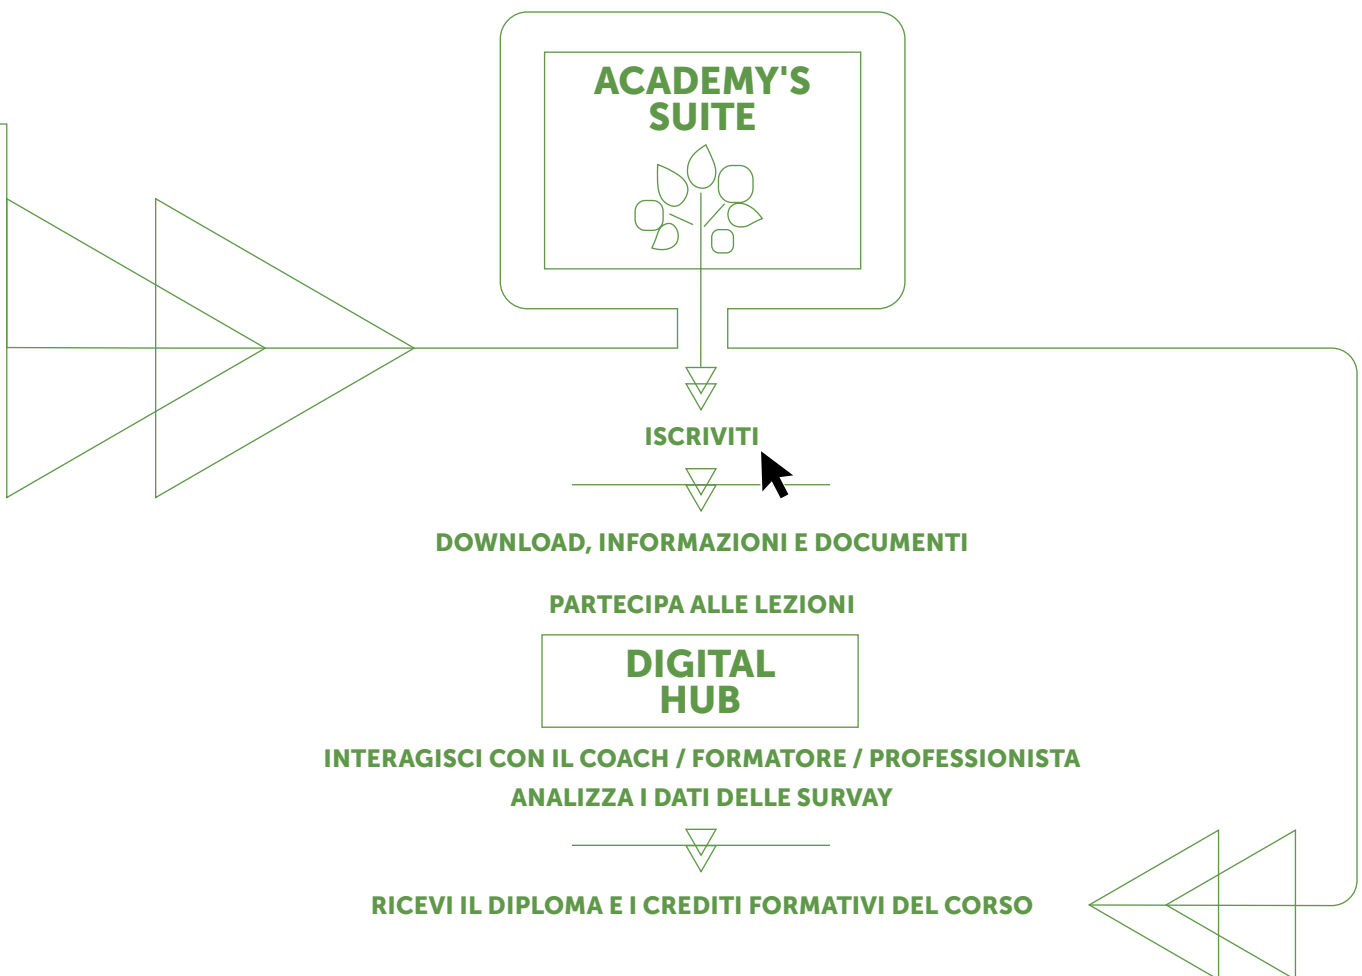 ACADEMY'S
SUITE
ISCRIVITI
DOWNLOAD, INFORMAZIONI E DOCUMENTI
PARTECIPA ALLE LEZIONI
DIGITAL
HUB
INTERAGISCI CON IL COACH / FORMATORE / PROFESSIONISTA
ANALIZZA I DATI DELLE SURVAY
RICEVI IL DIPLOMA E I CREDITI FORMATIVI DEL CORSO